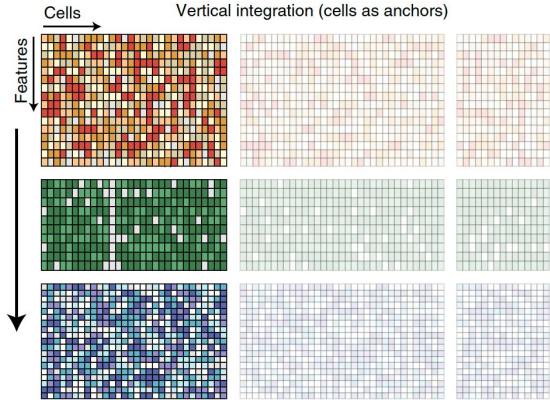 Cells
Vertical integration (cells as anchors)
Features